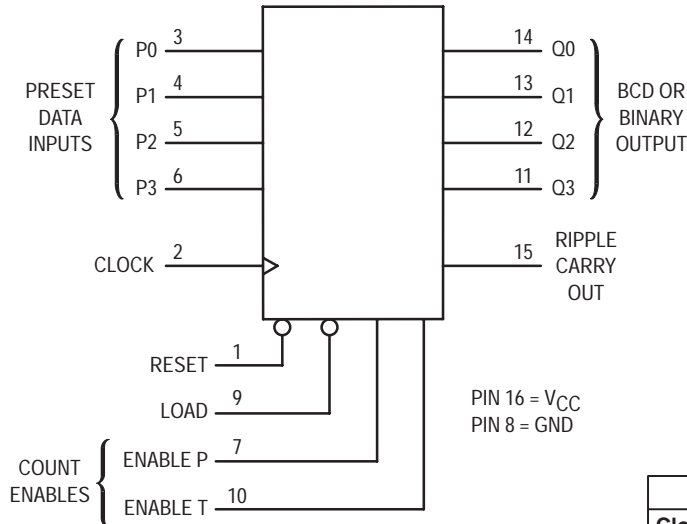 PRESET
DATA
INPUTS
P0 3
P1 4
P2 5
P3 6
CLOCK 2
14 Q0
13 Q1
12 Q2
11 Q3
BCD OR
BINARY
OUTPUT
15
RIPPLE
CARRY
OUT
RESET 1
LOAD 9
COUNT
ENABLES
ENABLE P 7
ENABLE T 10
PIN 16 = VCC
PIN 8 = GND